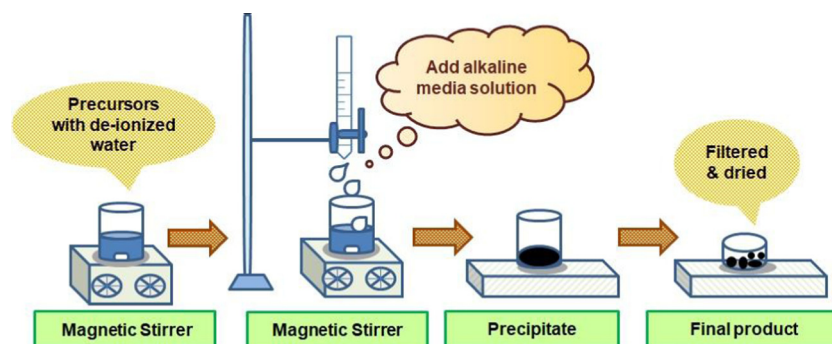 Precursors
with de-ionized
water
Add alkaline
media solution
Filtered
& dried
Magnetic Stirrer
Magnetic Stirrer
Precipitate
Final product